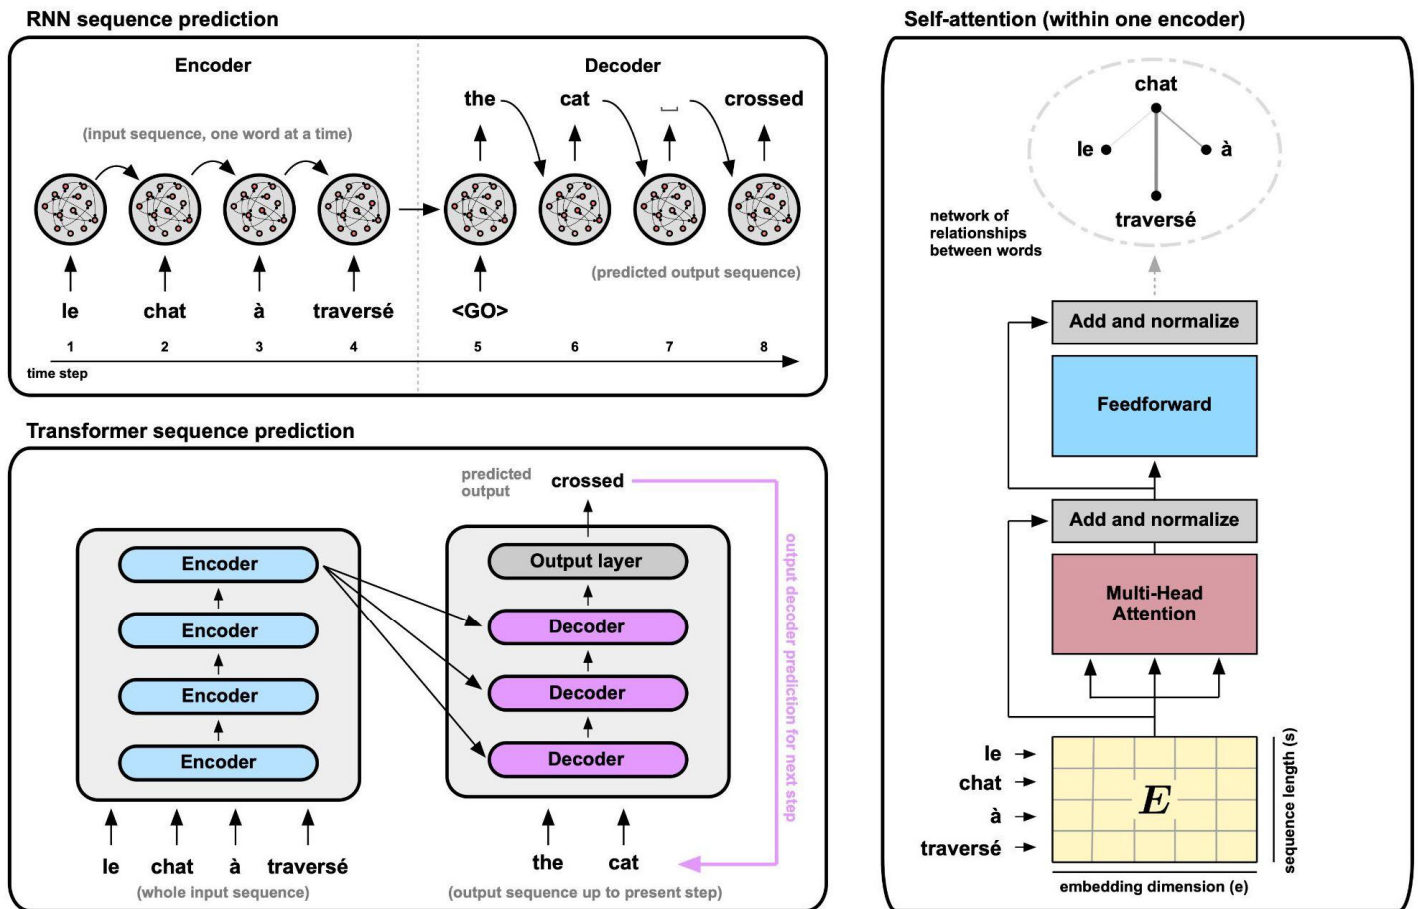 RNN sequence prediction
Encoder
Decoder
(input sequence, one word at a time)
the
cat
␣
crossed
(predicted output sequence)
le
chat
à
traversé
<GO>
1
2
3
4
5
6
7
8
time step
Transformer sequence prediction
predicted
output
crossed
Encoder
Encoder
Encoder
Encoder
Output layer
Decoder
Decoder
Decoder
output decoder prediction for next step
le
chat
à
traversé
(whole input sequence)
the
cat
(output sequence up to present step)
Self-attention (within one encoder)
chat
le
à
traversé
network of
relationships
between words
Add and normalize
Feedforward
Add and normalize
Multi-Head
Attention
le
chat
à
traversé
E
sequence length (s)
embedding dimension (e)